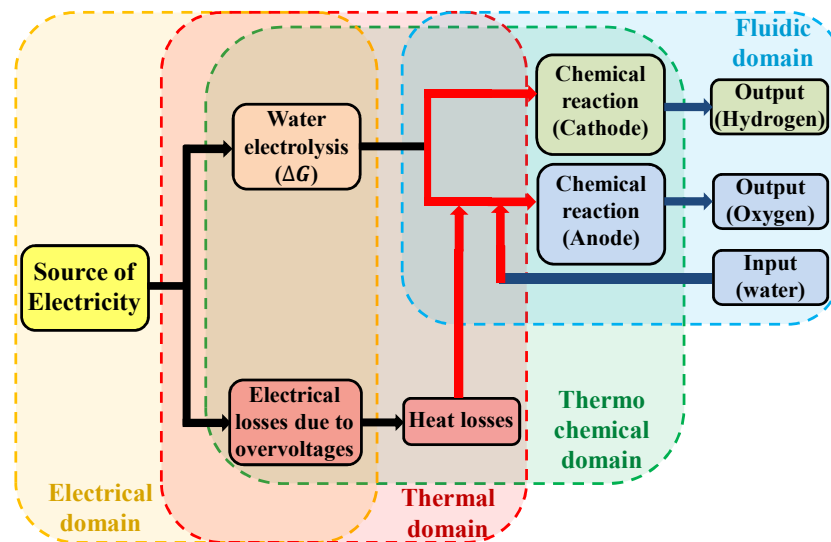 Fluidic
domain
Chemical
reaction
(Cathode)
Output
(Hydrogen)
Water
electrolysis
(Δ𝑮)
Chemical
reaction
(Anode)
Output
(Oxygen)
Source of
Electricity
Input
(water)
Electrical
losses due to
overvoltages
Heat losses
Thermo
chemical
domain
Electrical
domain
Thermal
domain